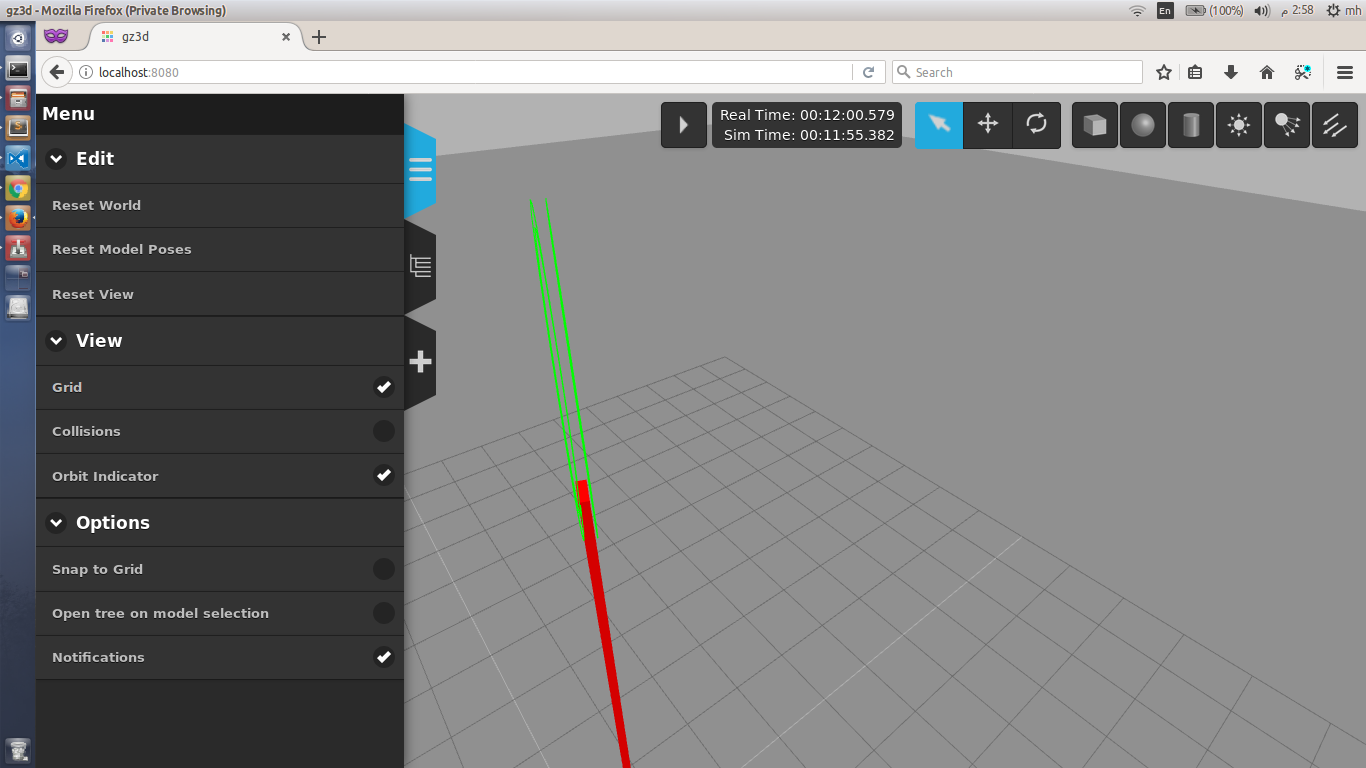 gz3d - Mozilla Firefox (Private Browsing)
En
(100%)
2:58 م
mh
gz3d
localhost:8080
Search
Menu
Edit
Reset World
Reset Model Poses
Reset View
View
Grid
Collisions
Orbit Indicator
Options
Snap to Grid
Open tree on model selection
Notifications
Real Time: 00:12:00.579
Sim Time: 00:11:55.382